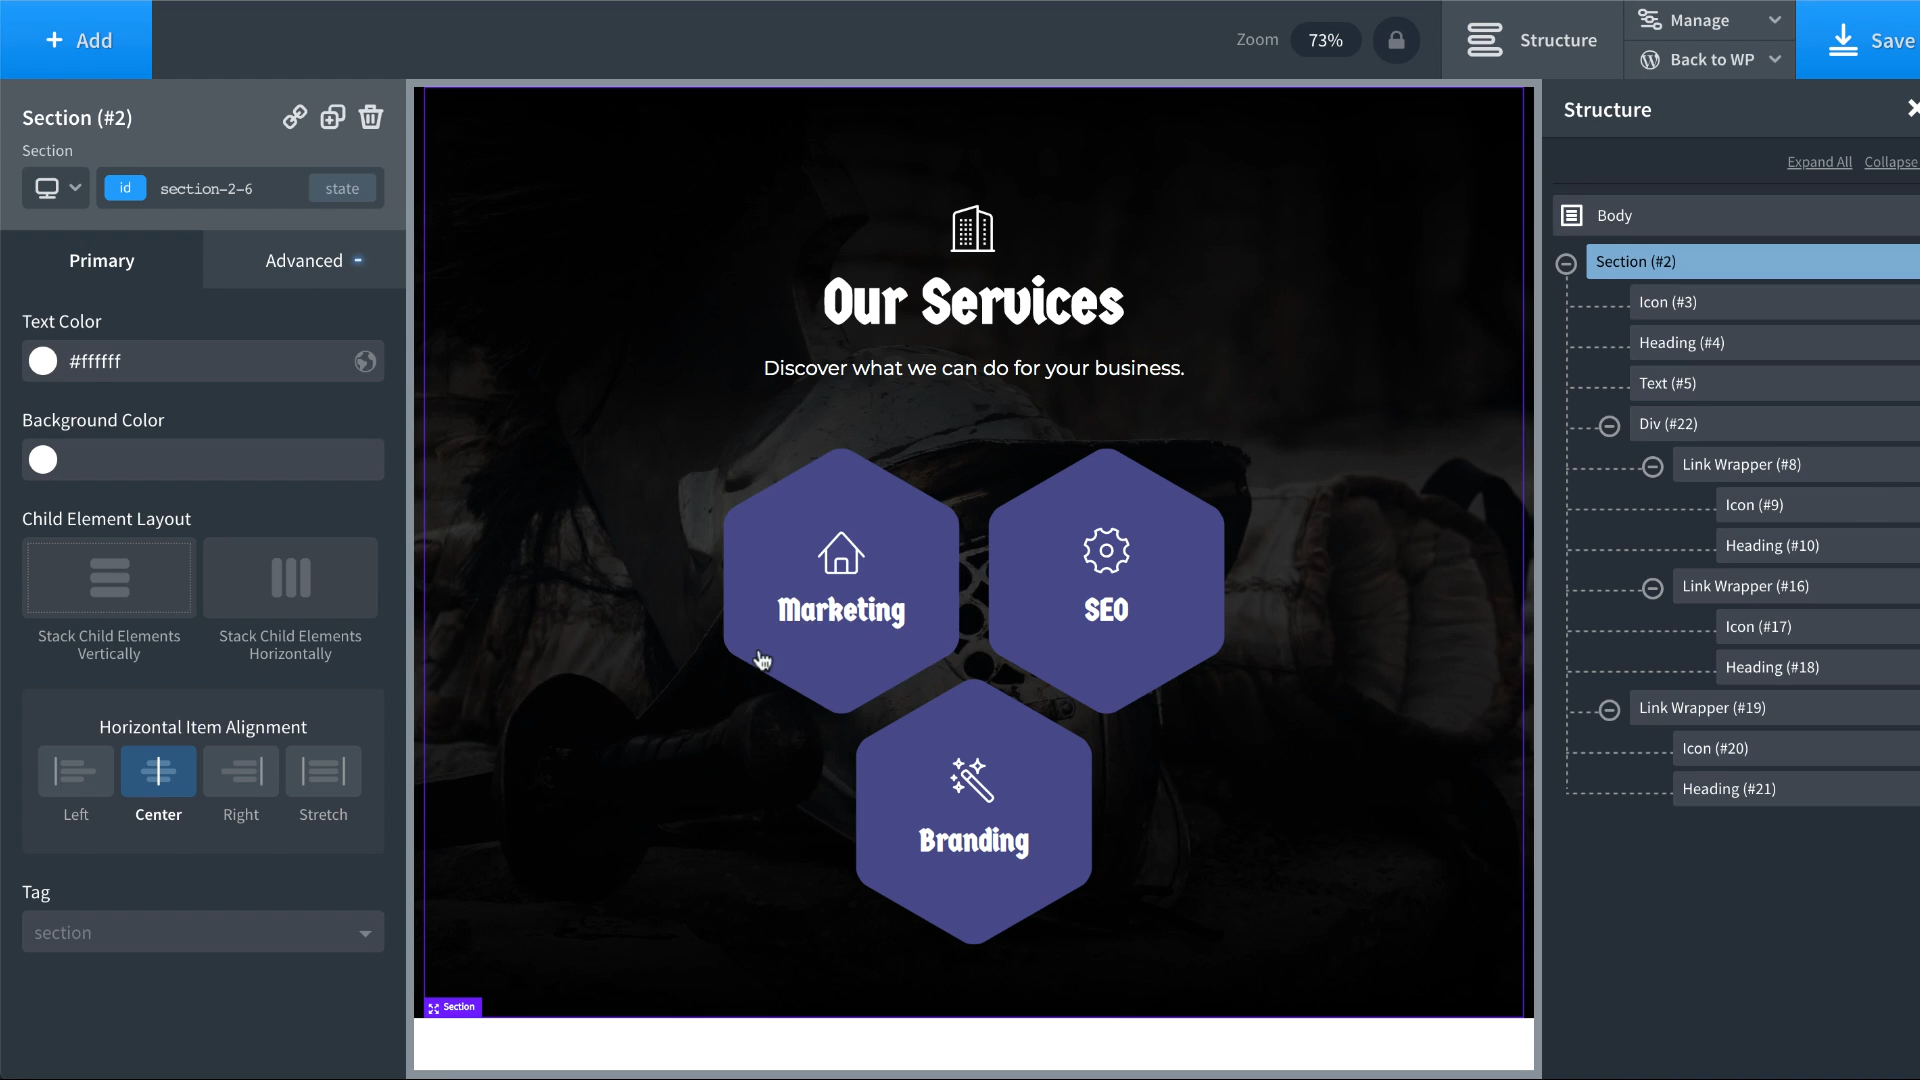 Add
Zoom
73%
Structure
Manage
Back to WP
Save
Section (#2)
Section
id
section-2-6
state
Primary
Advanced
Text Color
#ffffff
Background Color
Child Element Layout
Stack Child Elements
Vertically
Stack Child Elements
Horizontally
Horizontal Item Alignment
Left
Center
Right
Stretch
Tag
section
Our Services
Discover what we can do for your business.
Marketing
SEO
Branding
Section
Structure
Expand All
Collapse
Body
Section (#2)
Icon (#3)
Heading (#4)
Text (#5)
Div (#22)
Link Wrapper (#8)
Icon (#9)
Heading (#10)
Link Wrapper (#16)
Icon (#17)
Heading (#18)
Link Wrapper (#19)
Icon (#20)
Heading (#21)